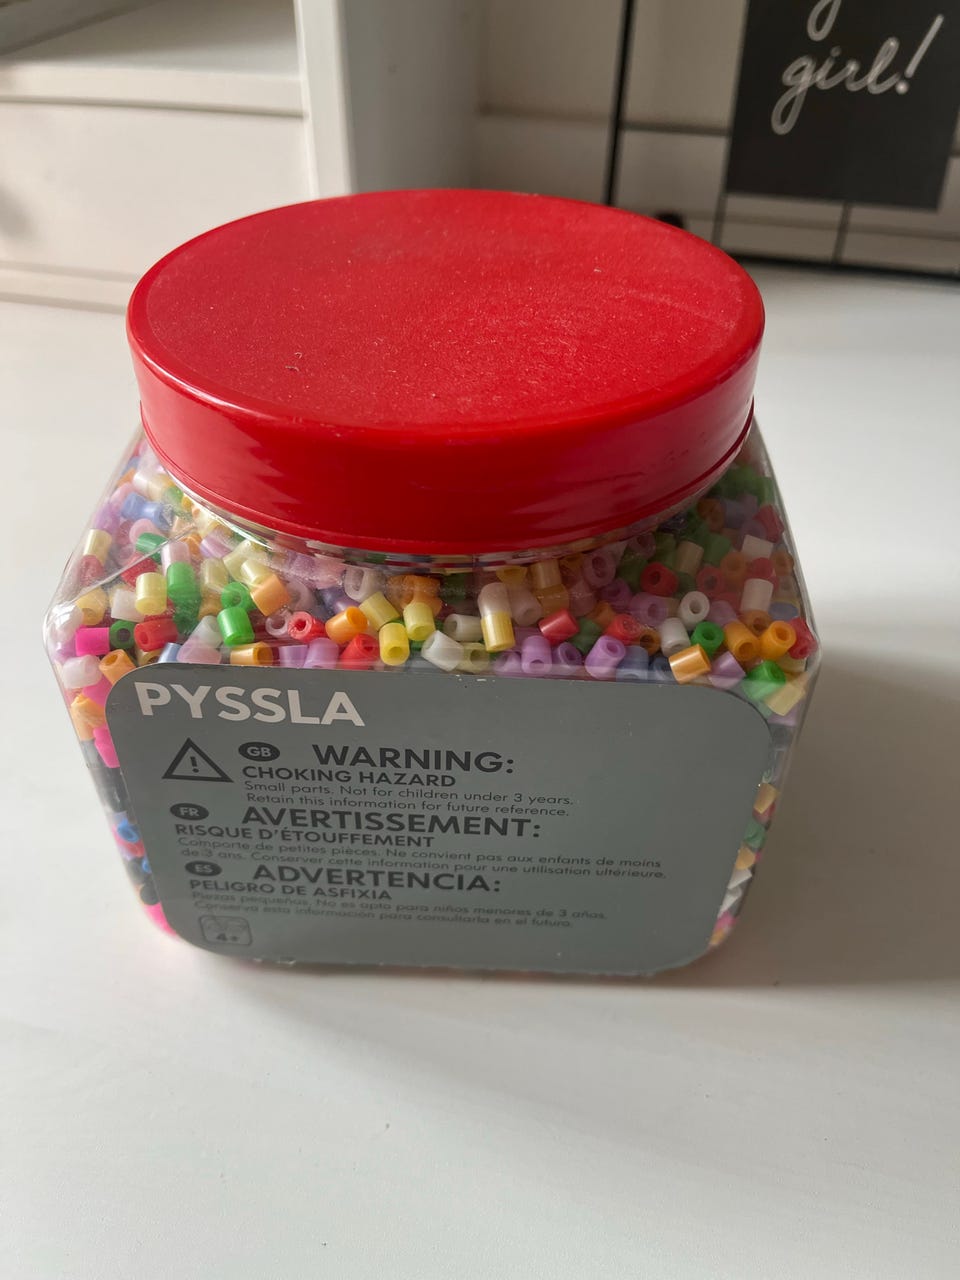 girl!
PYSSLA
GB WARNING:
CHOKING HAZARD
Small parts. Not for children under 3 years.
Retain this information for future reference.
FR AVERTISSEMENT:
RISQUE D'ÉTOUFFEMENT
Comporte de petites pièces. Ne convient pas aux enfants de moins
de 3 ans. Conserver cette information pour une utilisation ultérieure.
ES ADVERTENCIA:
PELIGRO DE ASFIXIA
Piezas pequeñas. No es apto para niños menores de 3 años.
Conserva esta información para consultarla en el futuro.
4+